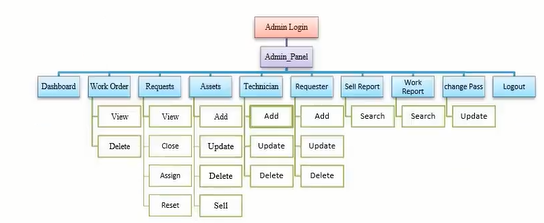 Admin Login
Admin_Panel
Dashboard
Work Order
Requests
Assets
Technician
Requester
Sell Report
Work
Report
change Pass
Logout
View
View
Add
Add
Add
Search
Search
Update
Delete
Close
Update
Update
Update
Assign
Delete
Delete
Delete
Reset
Sell